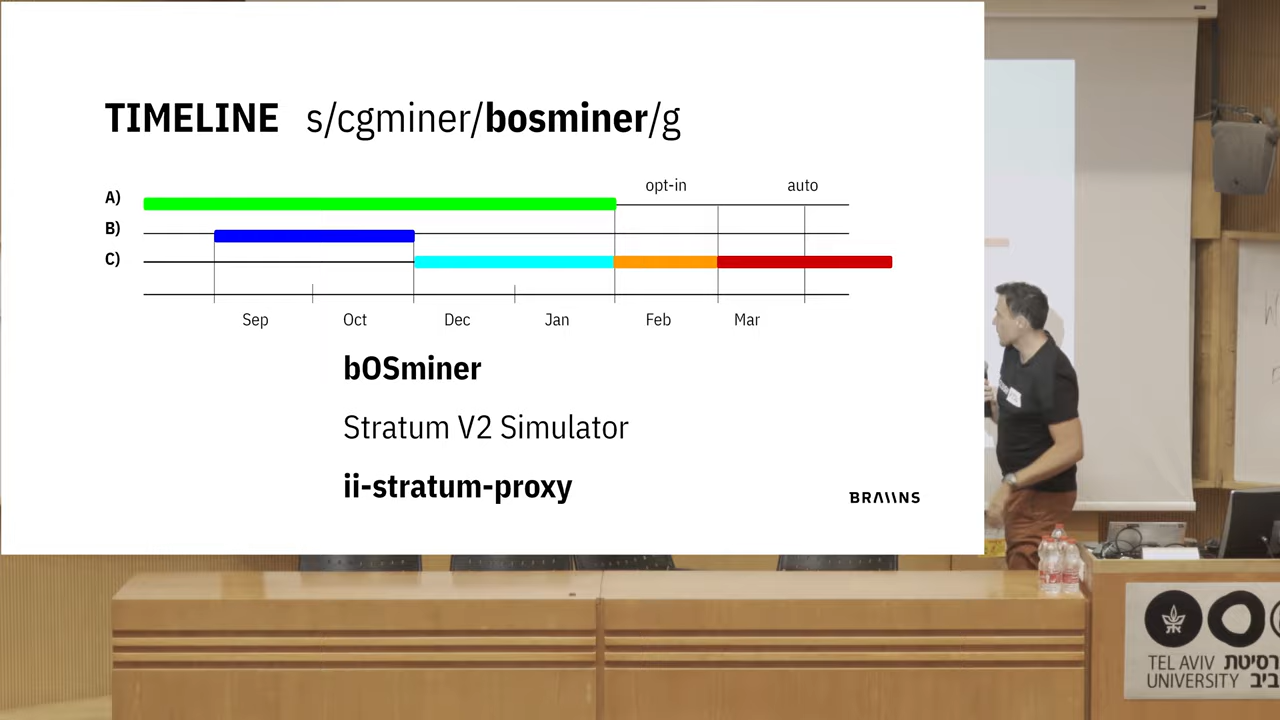 TIMELINE s/cgminer/bosminer/g
opt-in auto
A)
B)
C)
Sep Oct Dec Jan Feb Mar
bOSminer
Stratum V2 Simulator
ii-stratum-proxy
BRAIINS
TEL AVIV
UNIVERSITY